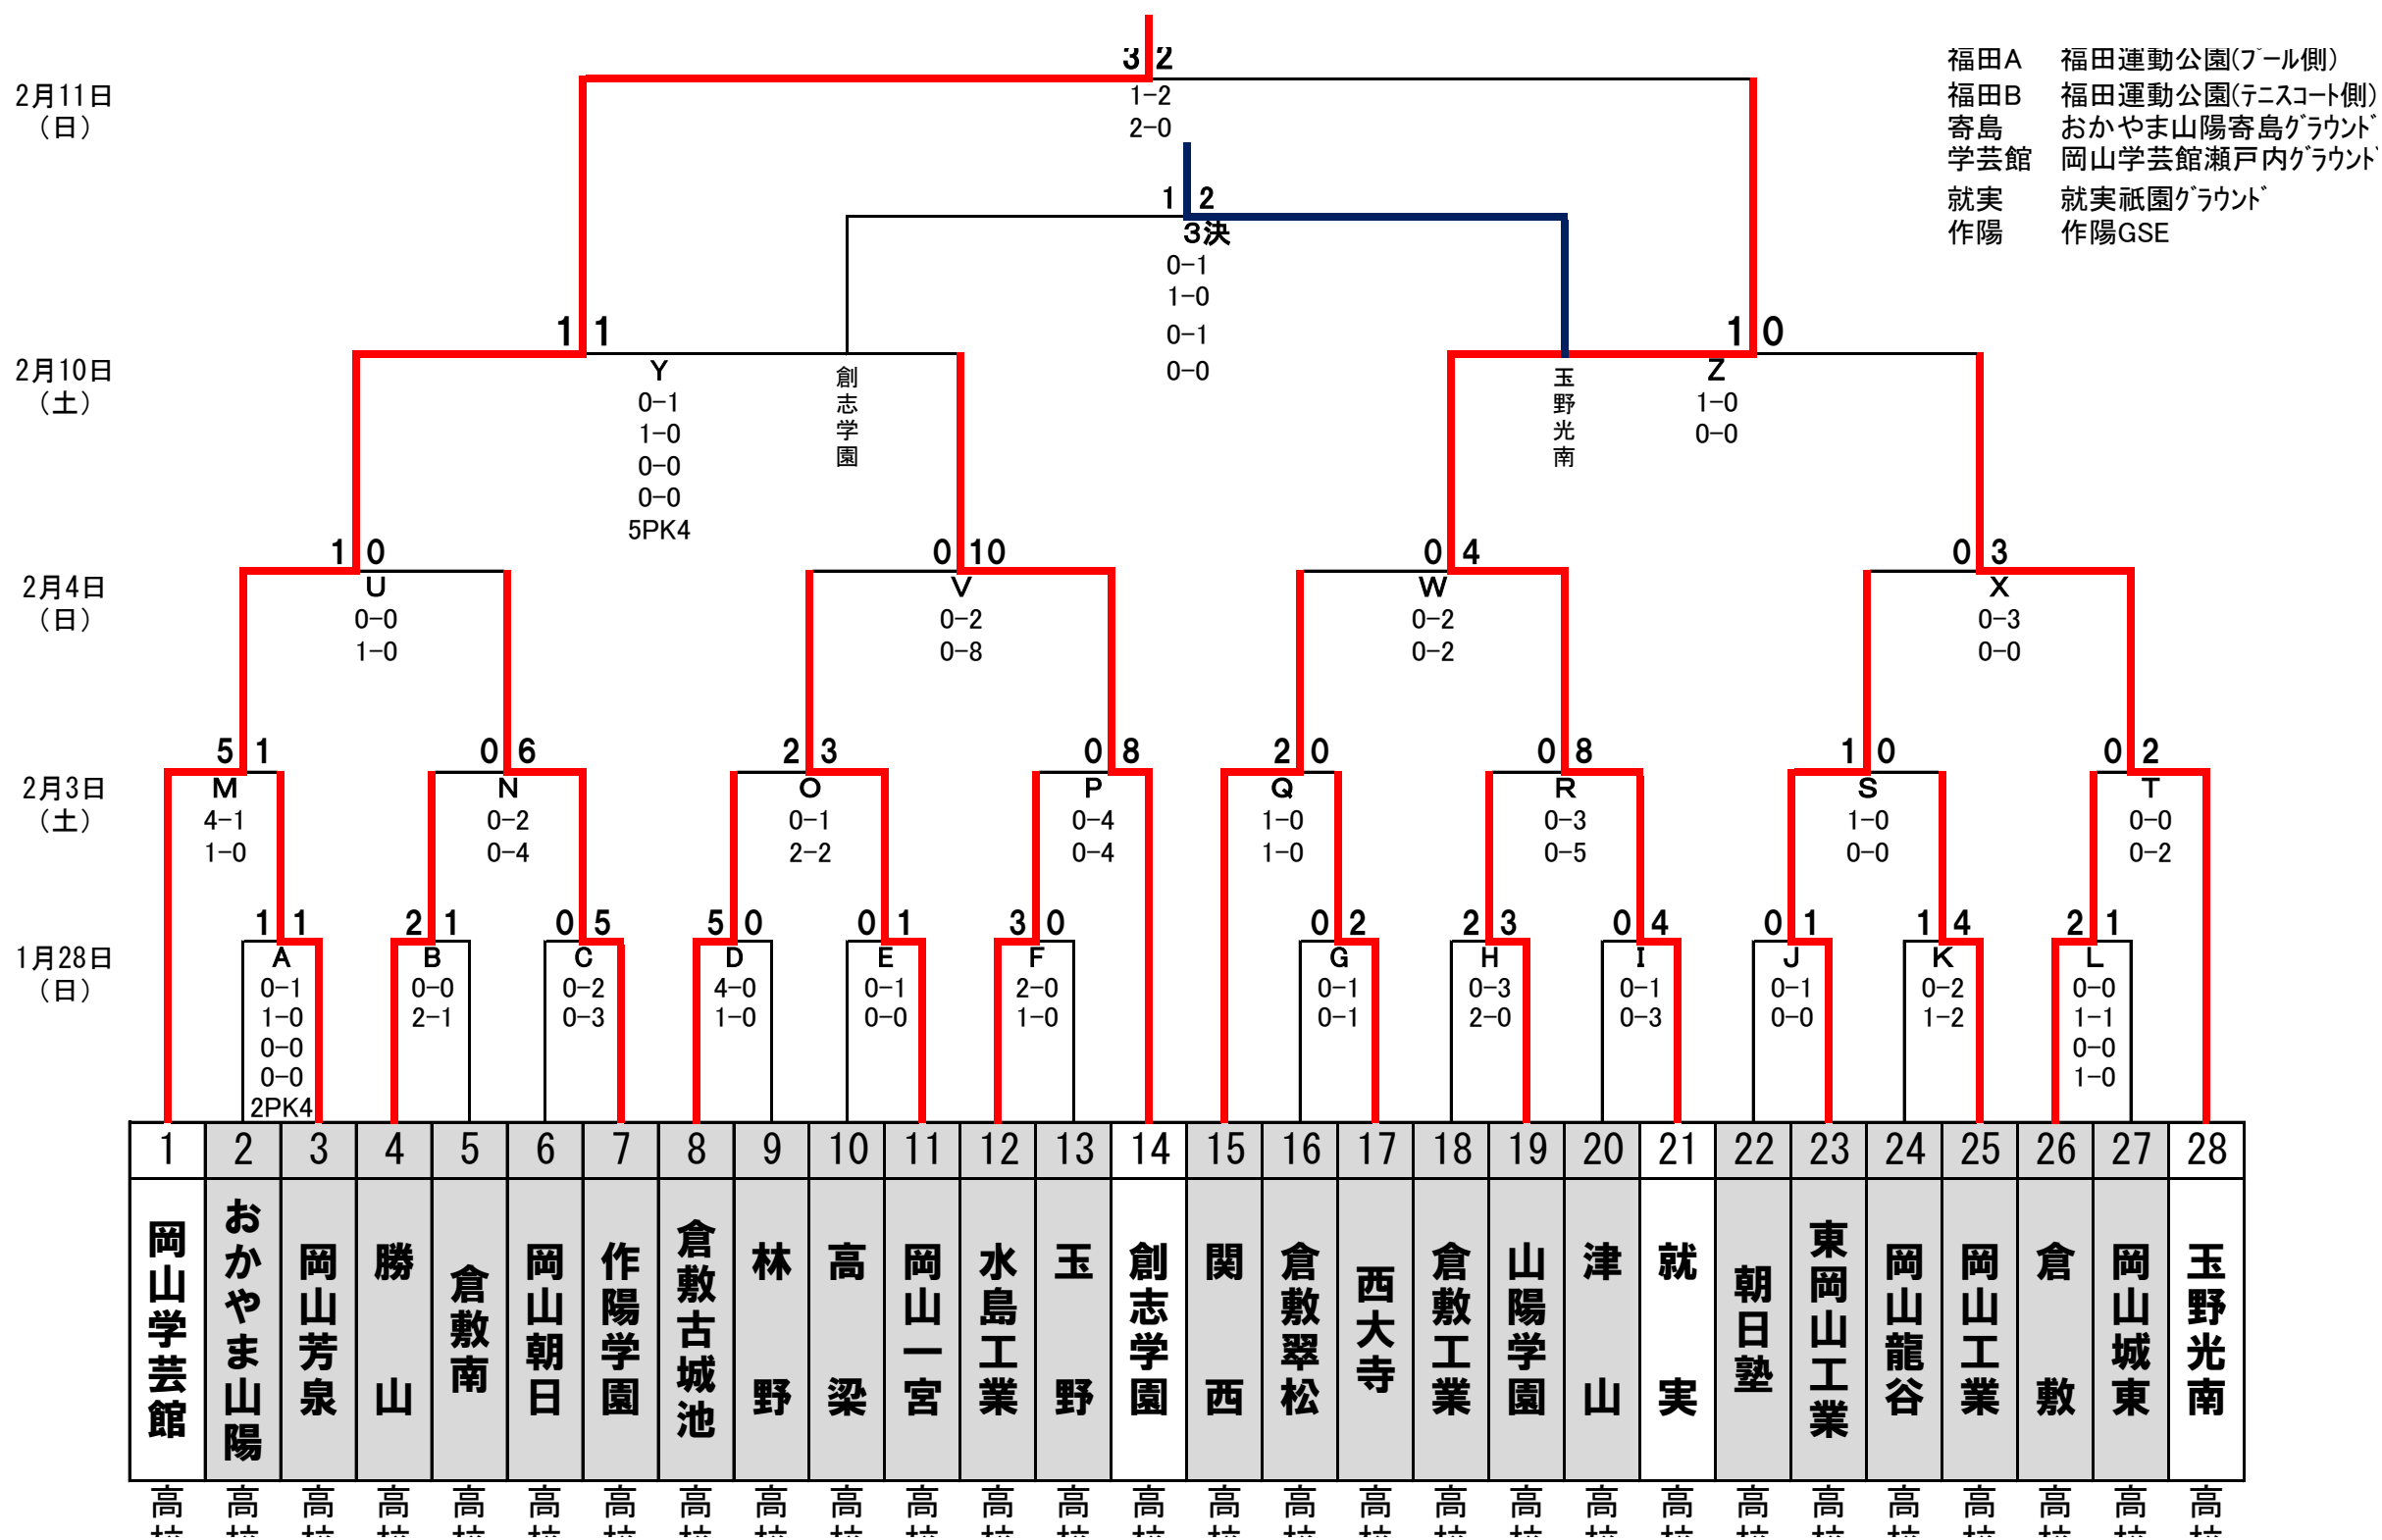 3 2
福田A 福田運動公園(ﾌﾟｰﾙ側)
2月11日
（日）
1-2
2-0
福田B 福田運動公園(ﾃﾆｽｺｰﾄ側)
寄島 おかやま山陽寄島ｸﾞﾗｳﾝﾄﾞ
学芸館 岡山学芸館瀬戸内ｸﾞﾗｳﾝﾄﾞ
就実 就実祇園ｸﾞﾗｳﾝﾄﾞ
作陽 作陽GSE
1 2
3決
0-1
1-0
0-1
0-0
2月10日
（土）
1 1
Y
0-1
1-0
0-0
0-0
5PK4
創志学園
玉野光南
1 0
Z
1-0
0-0
2月4日
（日）
1 0
U
0-0
1-0
0 10
V
0-2
0-8
0 4
W
0-2
0-2
0 3
X
0-3
0-0
2月3日
（土）
5 1
M
4-1
1-0
0 6
N
0-2
0-4
2 3
O
0-1
2-2
0 8
P
0-4
0-4
2 0
Q
1-0
1-0
0 8
R
0-3
0-5
1 0
S
1-0
0-0
0 2
T
0-0
0-2
1月28日
（日）
1 1
A
0-1
1-0
0-0
0-0
2PK4
2 1
B
0-0
2-1
0 5
C
0-2
0-3
5 0
D
4-0
1-0
0 1
E
0-1
0-0
3 0
F
2-0
1-0
0 2
G
0-1
0-1
2 3
H
0-3
2-0
0 4
I
0-1
0-3
0 1
J
0-1
0-0
1 4
K
0-2
1-2
2 1
L
0-0
1-1
0-0
1-0
1 2 3 4 5 6 7 8 9 10 11 12 13 14 15 16 17 18 19 20 21 22 23 24 25 26 27 28
岡山学芸館
おかやま山陽
岡山芳泉
勝山
倉敷南
岡山朝日
作陽学園
倉敷古城池
林野
高梁
岡山一宮
水島工業
玉野
創志学園
関西
倉敷翠松
西大寺
倉敷工業
山陽学園
津山
就実
朝日塾
東岡山工業
岡山龍谷
岡山工業
倉敷
岡山城東
玉野光南
高 高 高 高 高 高 高 高 高 高 高 高 高 高 高 高 高 高 高 高 高 高 高 高 高 高 高 高